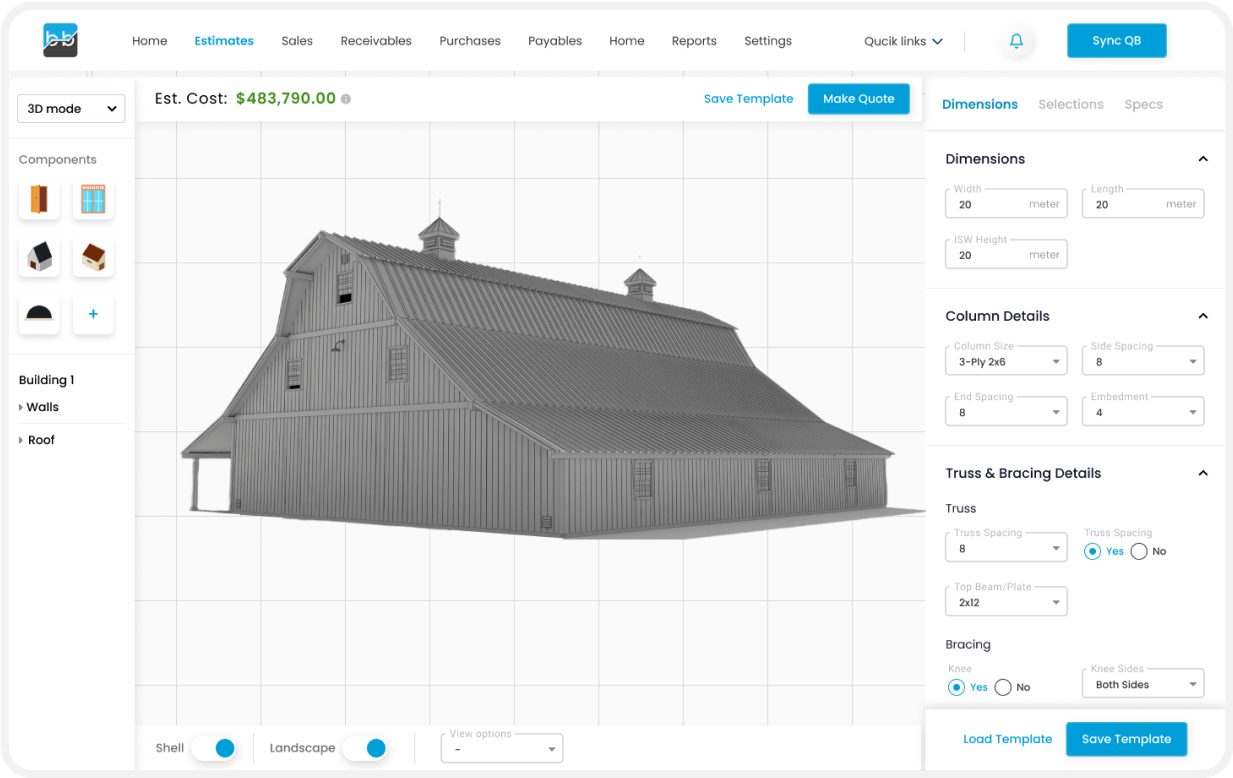 bb
Home Estimates Sales Receivables Purchases Payables Home Reports Settings Qucik links Sync QB
3D mode
Est. Cost: $483,790.00
Save Template Make Quote
Components
+
Building 1
Walls
Roof
Shell Landscape View options
-
Dimensions Selections Specs
Dimensions
Width Length
20 meter 20 meter
ISW Height
20 meter
Column Details
Column Size Side Spacing
3-Ply 2x6 8
End Spacing Embedment
8 4
Truss & Bracing Details
Truss
Truss Spacing Truss Spacing
8 Yes No
Top Beam/Plate
2x12
Bracing
Knee Knee Sides
Yes No Both Sides
Load Template Save Template